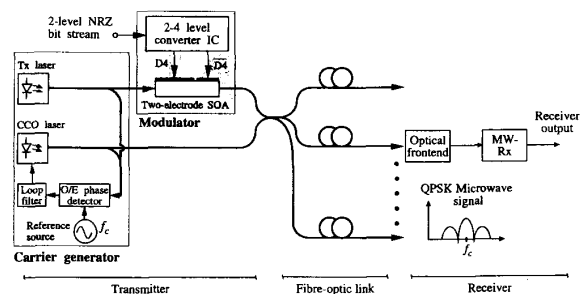 2-level NRZ
bit stream
2-4 level
converter IC
D4
D4
Tx laser
Two-electrode SOA
Modulator
CCO laser
Loop
filter
O/E phase
detector
Reference
source
fc
Carrier generator
Optical
frontend
MW-
Rx
Receiver
output
QPSK Microwave
signal
fc
Transmitter
Fibre-optic link
Receiver